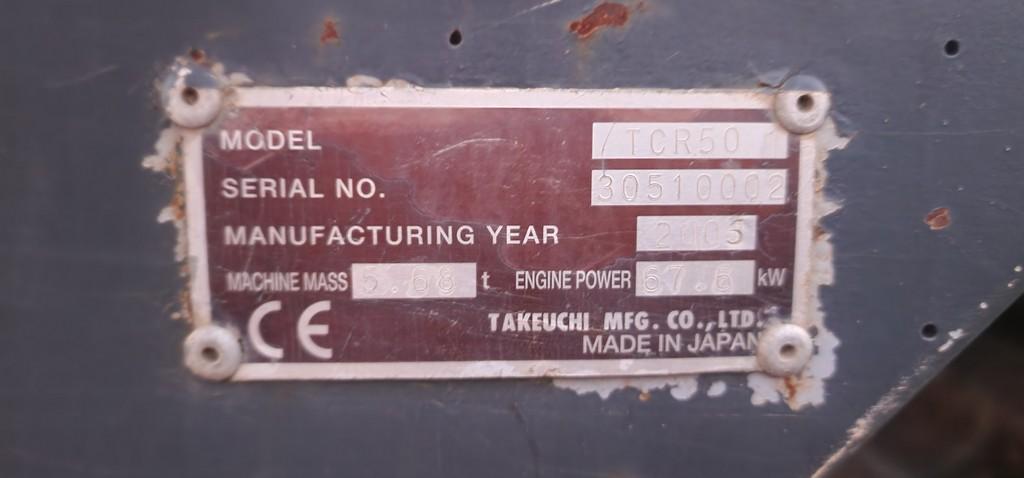 MODEL TCR50
SERIAL NO. 30510002
MANUFACTURING YEAR 2005
MACHINE MASS 5.68 t ENGINE POWER 67.6 kW
CE TAKEUCHI MFG. CO., LTD.
MADE IN JAPAN